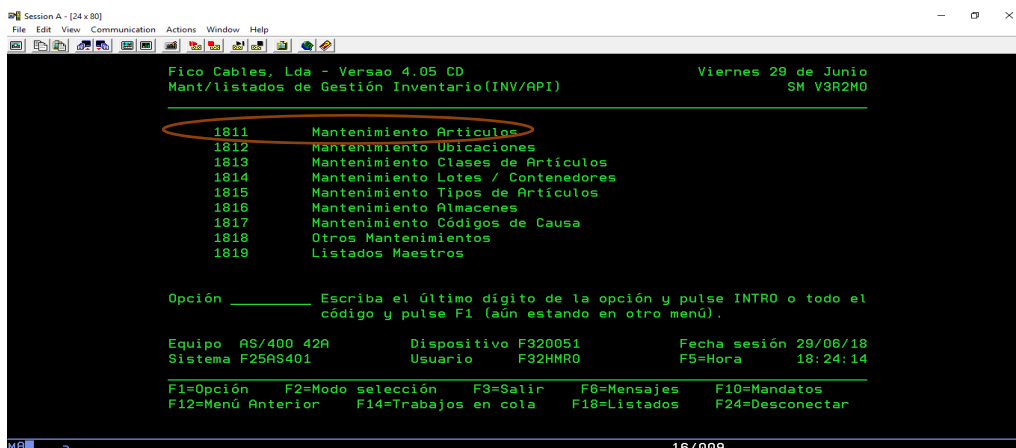 Session A - [24 x 80]
File Edit View Communication Actions Window Help
Fico Cables, Lda - Versao 4.05 CD Viernes 29 de Junio
Mant/listados de Gestión Inventario(INV/API) SM V3R2M0
1811 Mantenimiento Articulos
1812 Mantenimiento Ubicaciones
1813 Mantenimiento Clases de Artículos
1814 Mantenimiento Lotes / Contenedores
1815 Mantenimiento Tipos de Artículos
1816 Mantenimiento Almacenes
1817 Mantenimiento Códigos de Causa
1818 Otros Mantenimientos
1819 Listados Maestros
Opción __________ Escriba el último dígito de la opción y pulse INTRO o todo el
código y pulse F1 (aún estando en otro menú).
Equipo AS/400 42A Dispositivo F320051 Fecha sesión 29/06/18
Sistema F25AS401 Usuario F32HMRO F5=Hora 18:24:14
F1=Opción F2=Modo selección F3=Salir F6=Mensajes F10=Mandatos
F12=Menú Anterior F14=Trabajos en cola F18=Listados F24=Desconectar
MA a 16/009